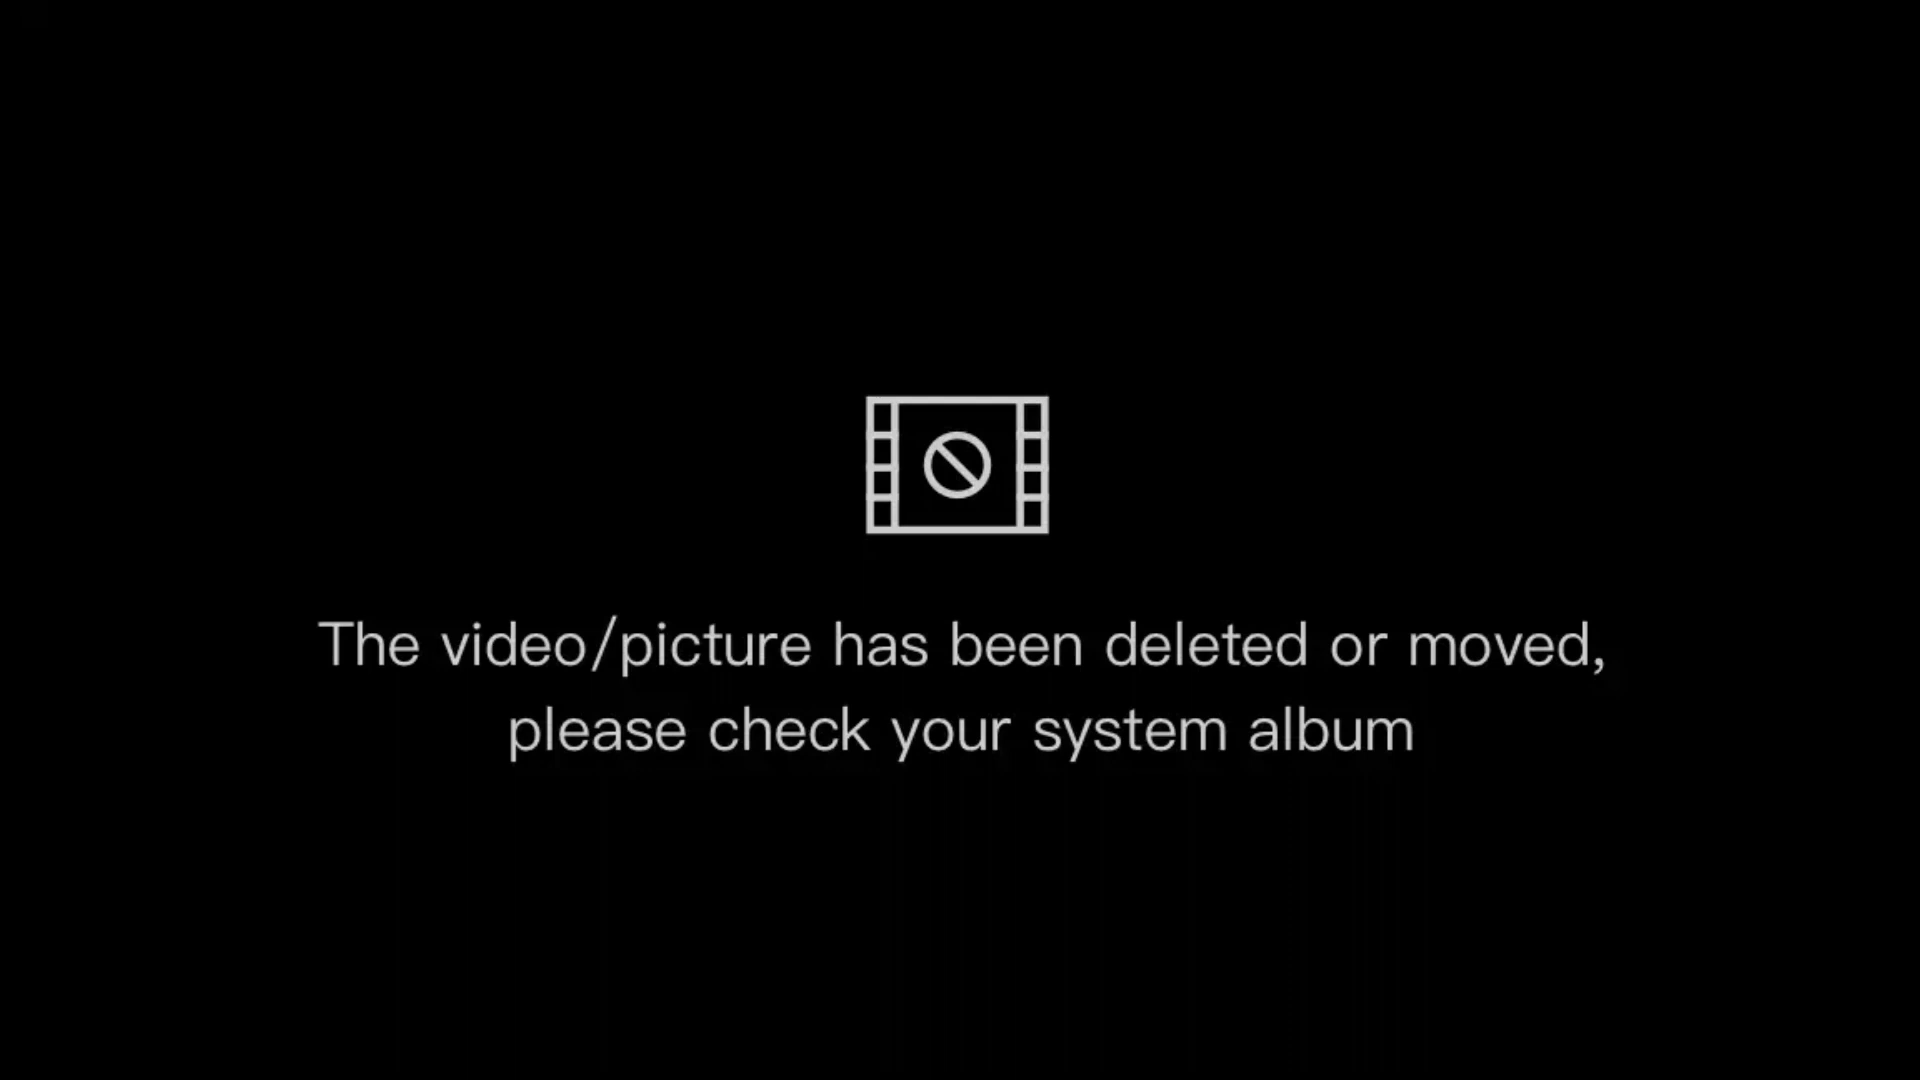 The video/picture has been deleted or moved,
please check your system album